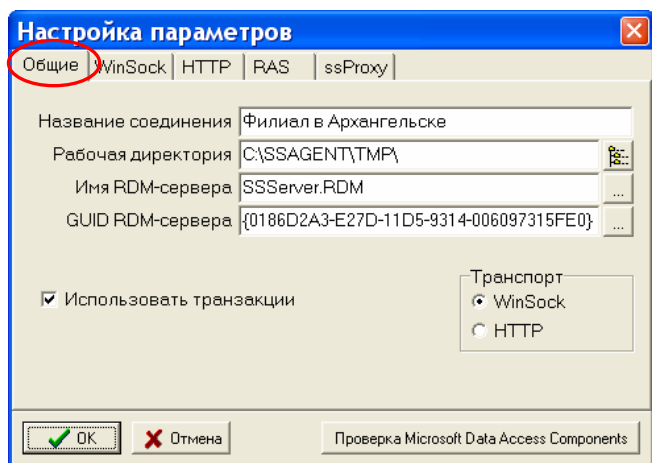 Настройка параметров
Общие WinSock HTTP RAS ssProxy
Название соединения Филиал в Архангельске
Рабочая директория C:\SSAGENT\TMP\
Имя RDM-сервера SSServer.RDM ...
GUID RDM-сервера {0186D2A3-E27D-11D5-9314-006097315FE0} ...
Транспорт
Использовать транзакции WinSock
HTTP
OK Отмена Проверка Microsoft Data Access Components